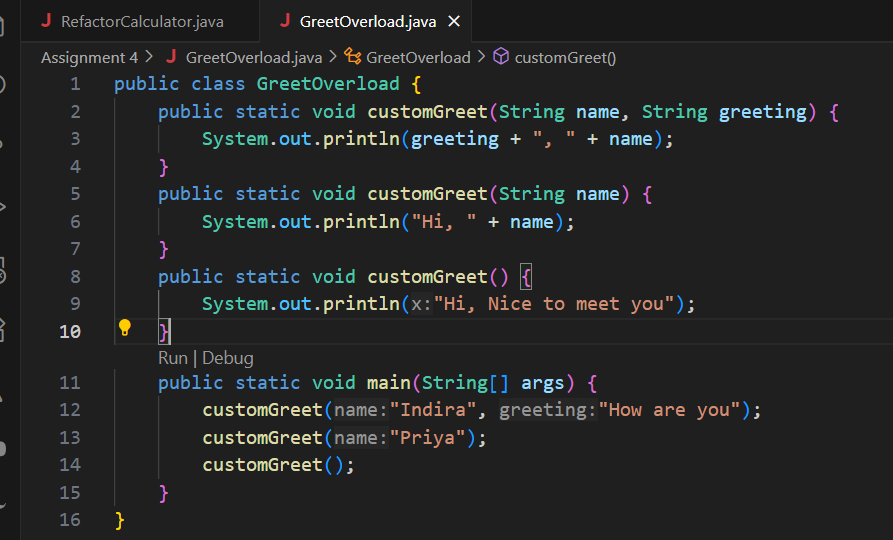 J RefactorCalculator.java J GreetOverload.java ×
Assignment 4 > J GreetOverload.java > GreetOverload > customGreet()
1 public class GreetOverload {
2     public static void customGreet(String name, String greeting) {
3         System.out.println(greeting + ", " + name);
4     }
5     public static void customGreet(String name) {
6         System.out.println("Hi, " + name);
7     }
8     public static void customGreet() {
9         System.out.println(x:"Hi, Nice to meet you");
10     }
Run | Debug
11     public static void main(String[] args) {
12         customGreet(name:"Indira", greeting:"How are you");
13         customGreet(name:"Priya");
14         customGreet();
15     }
16 }